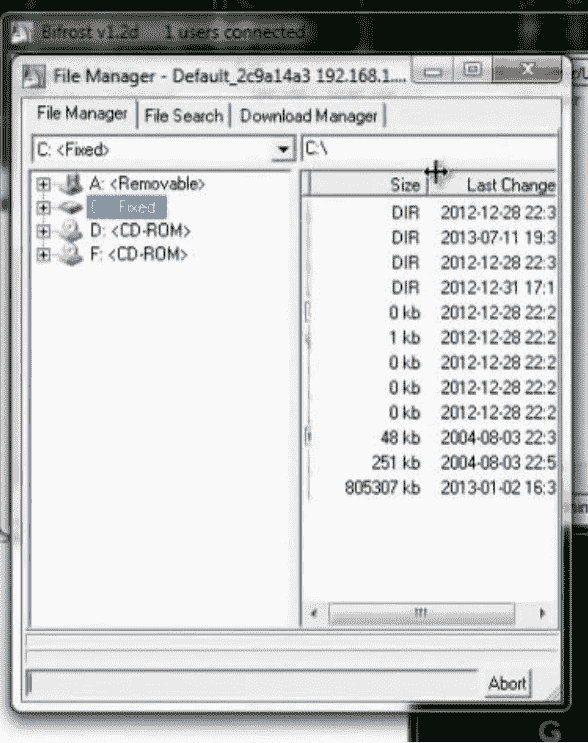 Bifrost v1.2d 1 users connected
File Manager - Default_2c9a14a3 192.168.1....
File Manager File Search Download Manager
C: <Fixed> C:\
Size Last Change
A: <Removable>
Fixed
D: <CD-ROM>
F: <CD-ROM>
DIR 2012-12-28 22:3
DIR 2013-07-11 19:3
DIR 2012-12-28 22:3
DIR 2012-12-31 17:1
0 kb 2012-12-28 22:2
1 kb 2012-12-28 22:2
0 kb 2012-12-28 22:2
0 kb 2012-12-28 22:2
0 kb 2012-12-28 22:2
48 kb 2004-08-03 22:3
251 kb 2004-08-03 22:5
805307 kb 2013-01-02 16:3
Abort
G